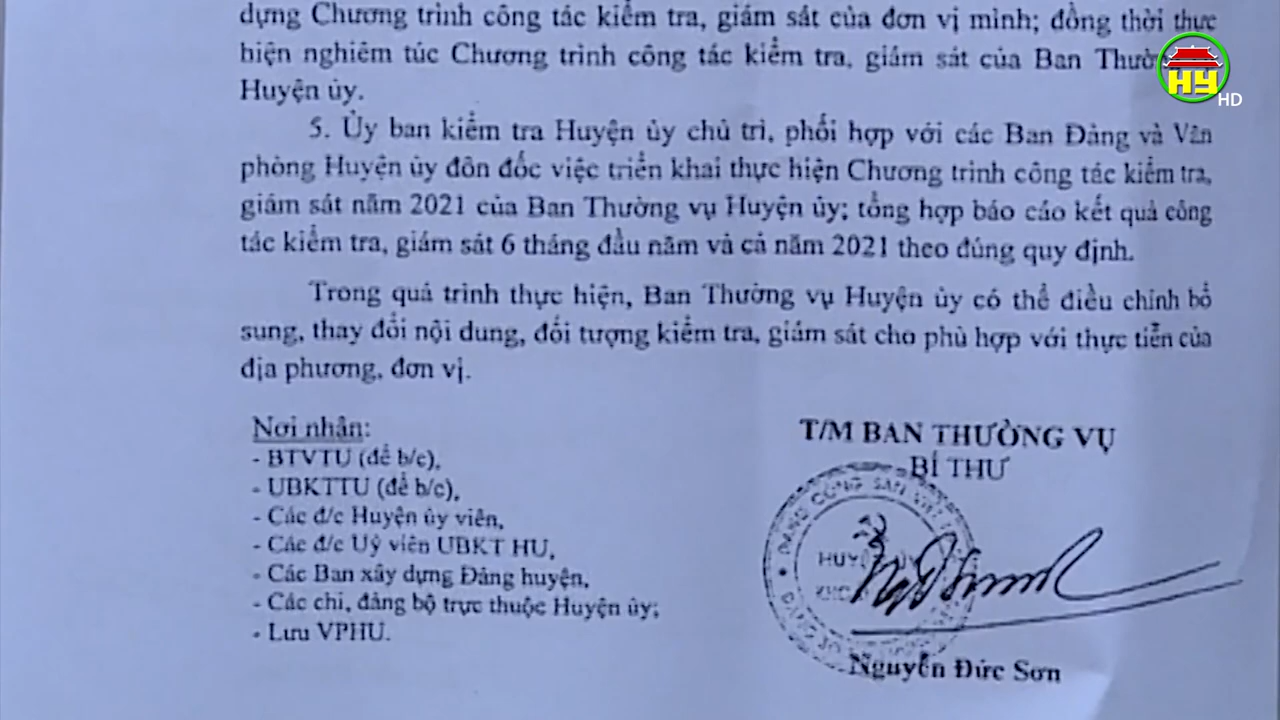 dựng Chương trình công tác kiểm tra, giám sát của đơn vị mình; đồng thời thực
hiện nghiêm túc Chương trình công tác kiểm tra, giám sát của Ban Thường
Huyện ủy.
5. Ủy ban kiểm tra Huyện ủy chủ trì, phối hợp với các Ban Đảng và Văn
phòng Huyện ủy đôn đốc việc triển khai thực hiện Chương trình công tác kiểm tra,
giám sát năm 2021 của Ban Thường vụ Huyện ủy; tổng hợp báo cáo kết quả công
tác kiểm tra, giám sát 6 tháng đầu năm và cả năm 2021 theo đúng quy định.
Trong quá trình thực hiện, Ban Thường vụ Huyện ủy có thể điều chỉnh bổ
sung, thay đổi nội dung, đối tượng kiểm tra, giám sát cho phù hợp với thực tiễn của
địa phương, đơn vị.
Nơi nhận:
- BTVTU (để b/c),
- UBKTTU (để b/c),
- Các đ/c Huyện ủy viên,
- Các đ/c Uỷ viên UBKT HU,
- Các Ban xây dựng Đảng huyện,
- Các chi, đảng bộ trực thuộc Huyện ủy;
- Lưu VPHU.
T/M BAN THƯỜNG VỤ
BÍ THƯ
ĐẢNG CỘNG SẢN VIỆT
HUYỆN ỦY
Nguyễn Đức Sơn
HY
HD